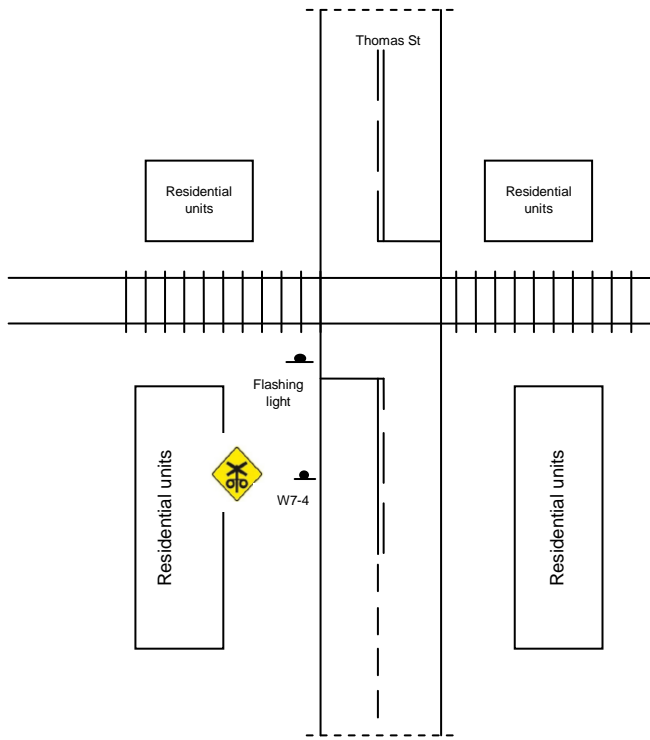 Thomas St
Residential
units
Residential
units
Flashing
light
Residential units
W7-4
Residential units